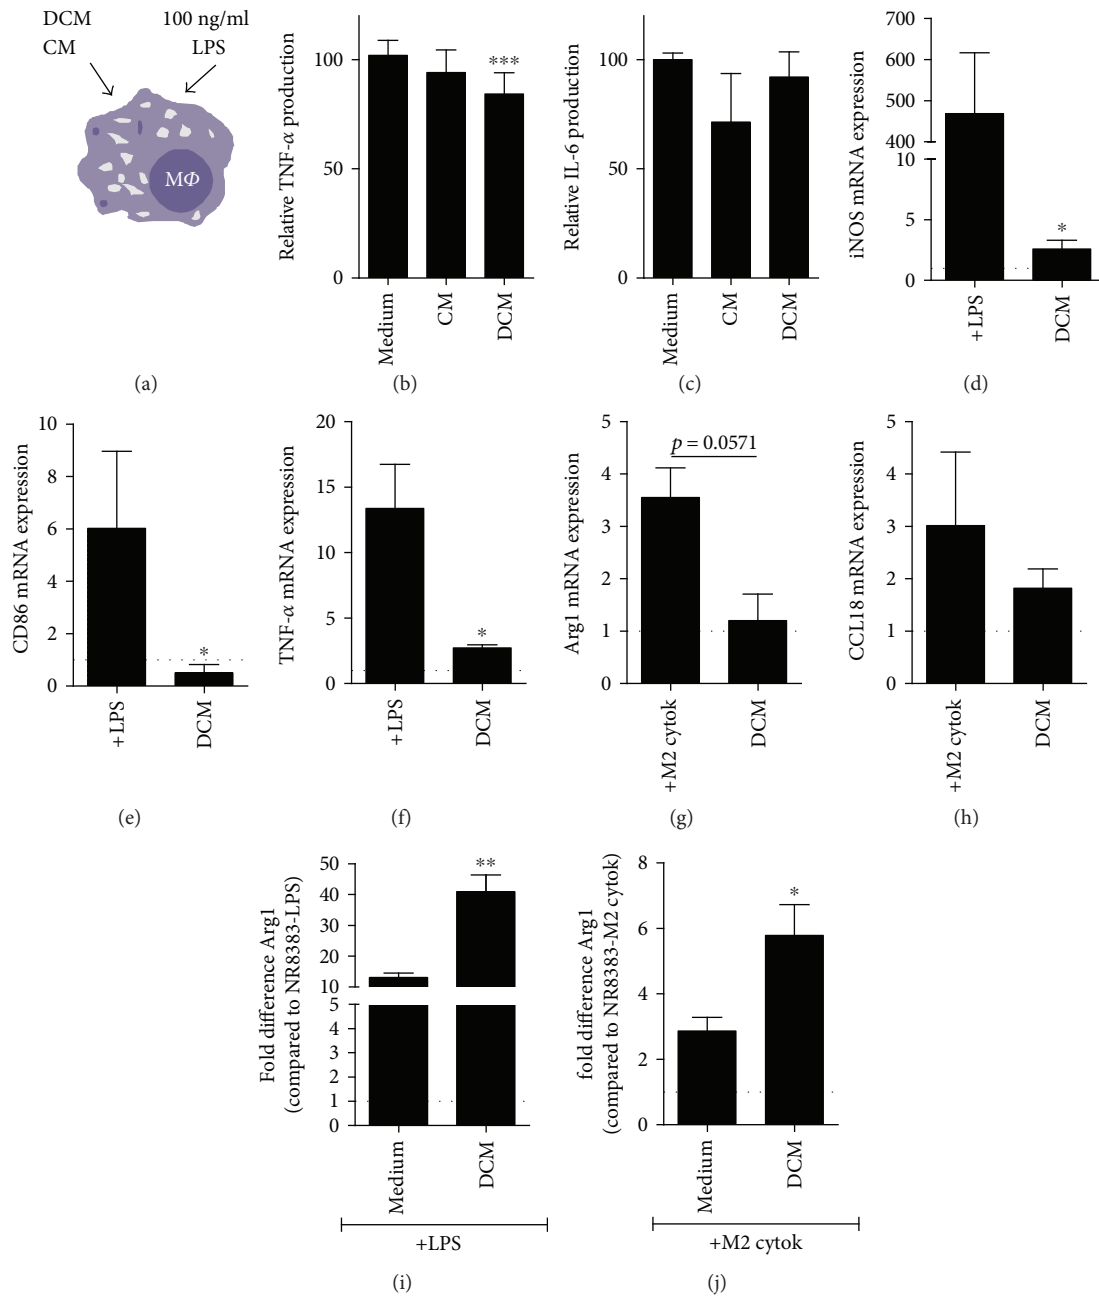 DCM
CM
100 ng/ml
LPS
MΦ
(a)
Relative TNF-α production
100
50
0
Medium
CM
DCM
***
(b)
Relative IL-6 production
100
50
0
Medium
CM
DCM
(c)
iNOS mRNA expression
700
600
500
400
10
5
0
*
+LPS
DCM
(d)
CD86 mRNA expression
10
8
6
4
2
0
*
+LPS
DCM
(e)
TNF-α mRNA expression
20
15
10
5
0
*
+LPS
DCM
(f)
Arg1 mRNA expression
5
4
3
2
1
0
p = 0.0571
+M2 cytok
DCM
(g)
CCL18 mRNA expression
5
4
3
2
1
0
+M2 cytok
DCM
(h)
Fold difference Arg1
(compared to NR8383-LPS)
50
40
30
20
10
5
4
3
2
1
0
**
Medium
DCM
+LPS
(i)
fold difference Arg1
(compared to NR8383-M2 cytok)
8
6
4
2
0
*
Medium
DCM
+M2 cytok
(j)